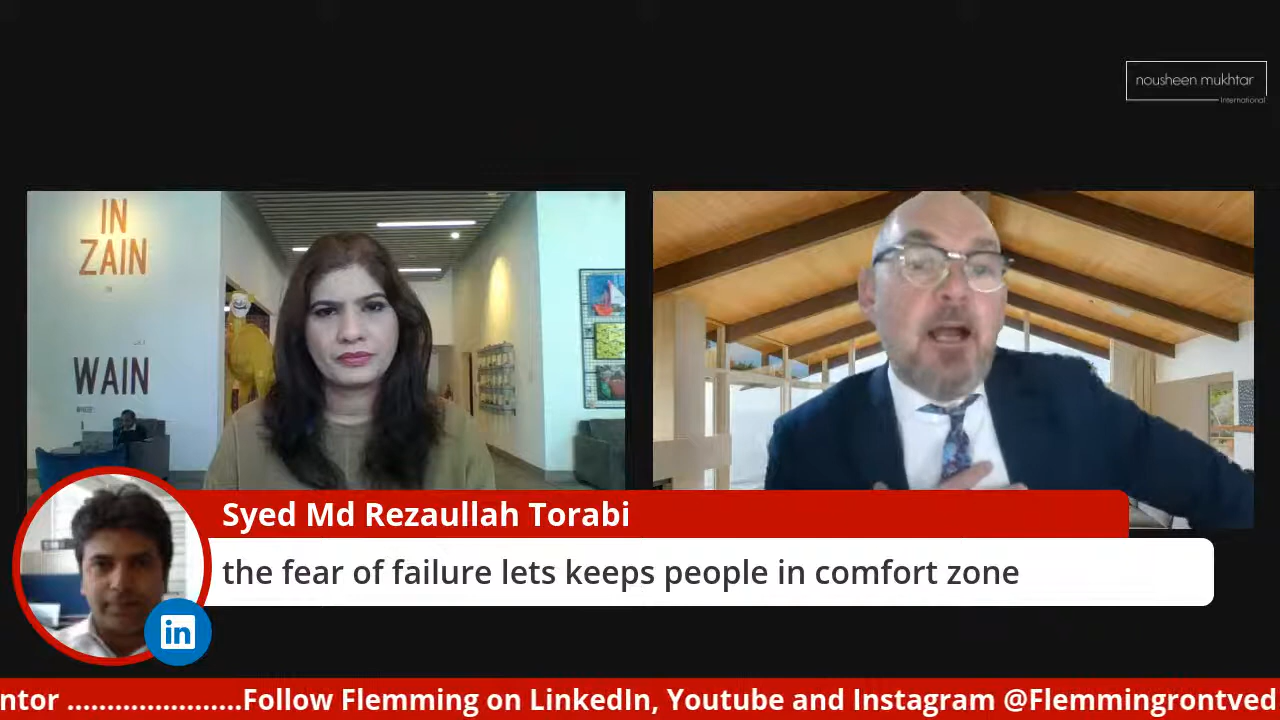 nousheen mukhtar
International
IN
ZAIN
WAIN
Syed Md Rezaullah Torabi
the fear of failure lets keeps people in comfort zone
in
ntor ......................Follow Flemming on LinkedIn, Youtube and Instagram @Flemmingrontved